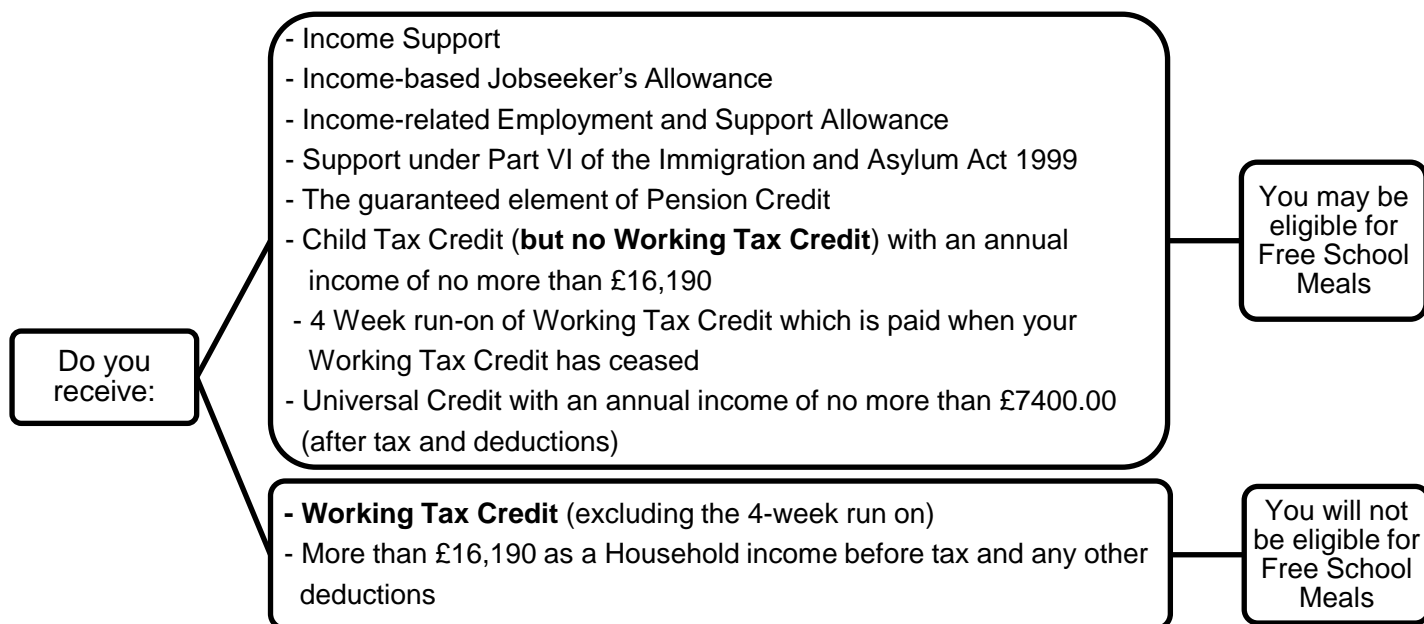 Do you
receive:
- Income Support
- Income-based Jobseeker’s Allowance
- Income-related Employment and Support Allowance
- Support under Part VI of the Immigration and Asylum Act 1999
- The guaranteed element of Pension Credit
- Child Tax Credit (but no Working Tax Credit) with an annual
income of no more than £16,190
- 4 Week run-on of Working Tax Credit which is paid when your
Working Tax Credit has ceased
- Universal Credit with an annual income of no more than £7400.00
(after tax and deductions)
You may be
eligible for
Free School
Meals
- Working Tax Credit (excluding the 4-week run on)
- More than £16,190 as a Household income before tax and any other
deductions
You will not
be eligible for
Free School
Meals